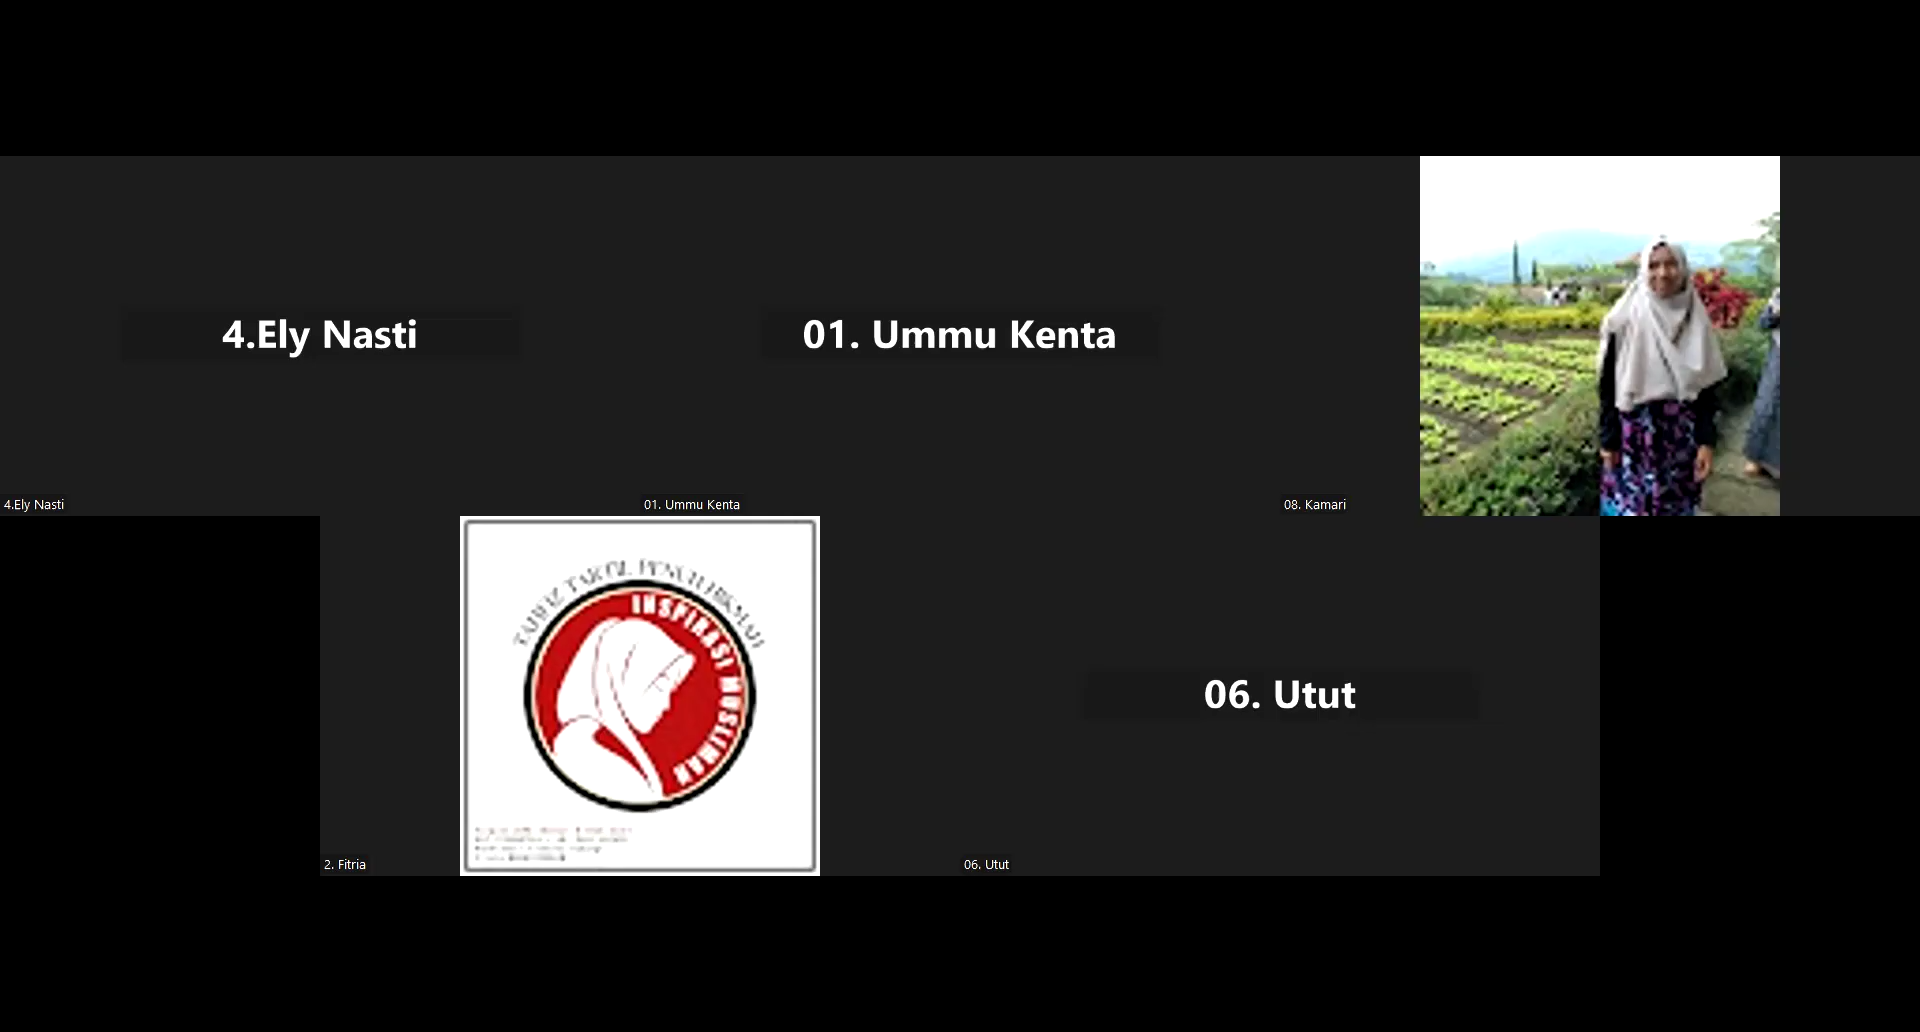 4.Ely Nasti
01. Ummu Kenta
4.Ely Nasti
01. Ummu Kenta
08. Kamari
INSPIRASI MUSLIMAH
06. Utut
2. Fitria
06. Utut